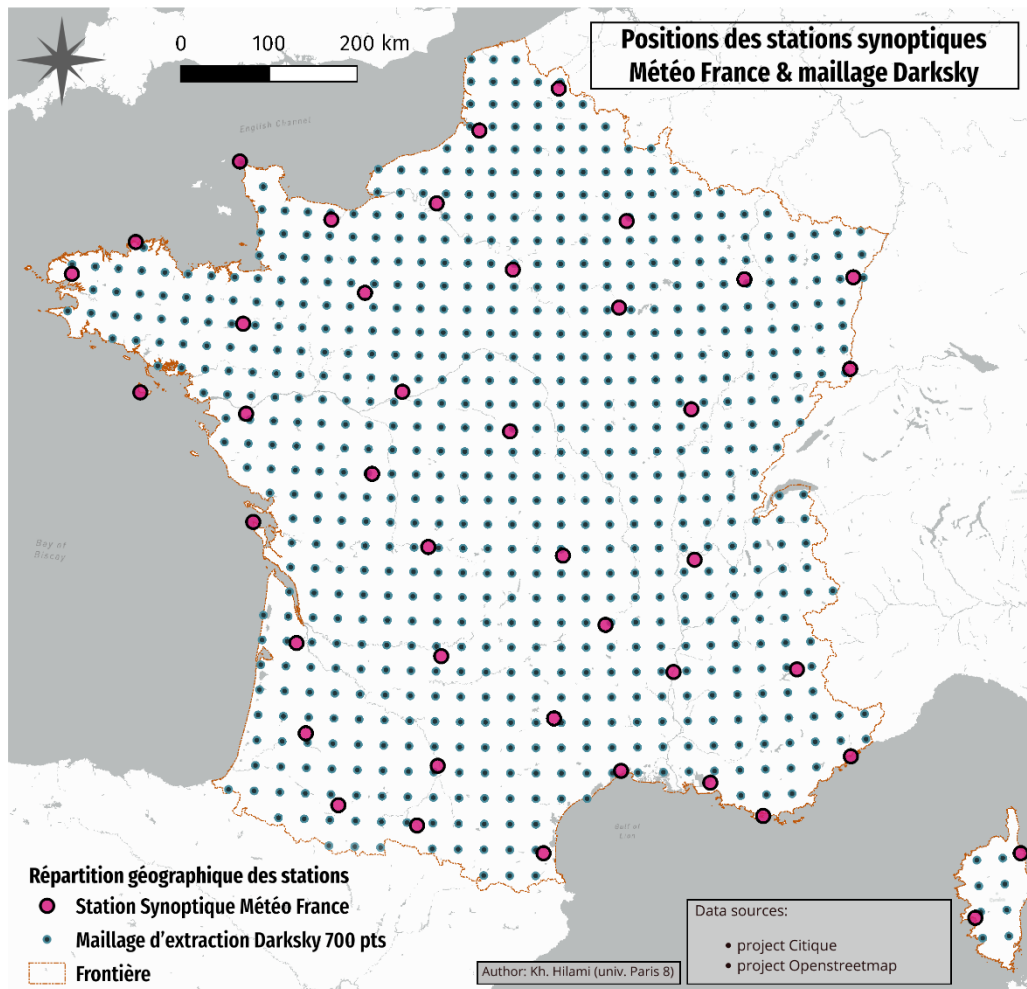 0 100 200 km
Positions des stations synoptiques
Météo France & maillage Darksky
English Channel
Bay of
Biscay
Gulf of
Lion
Répartition géographique des stations
Station Synoptique Météo France
Maillage d'extraction Darksky 700 pts
Frontière
Author: Kh. Hilami (univ. Paris 8)
Data sources:
• project Citique
• project Openstreetmap